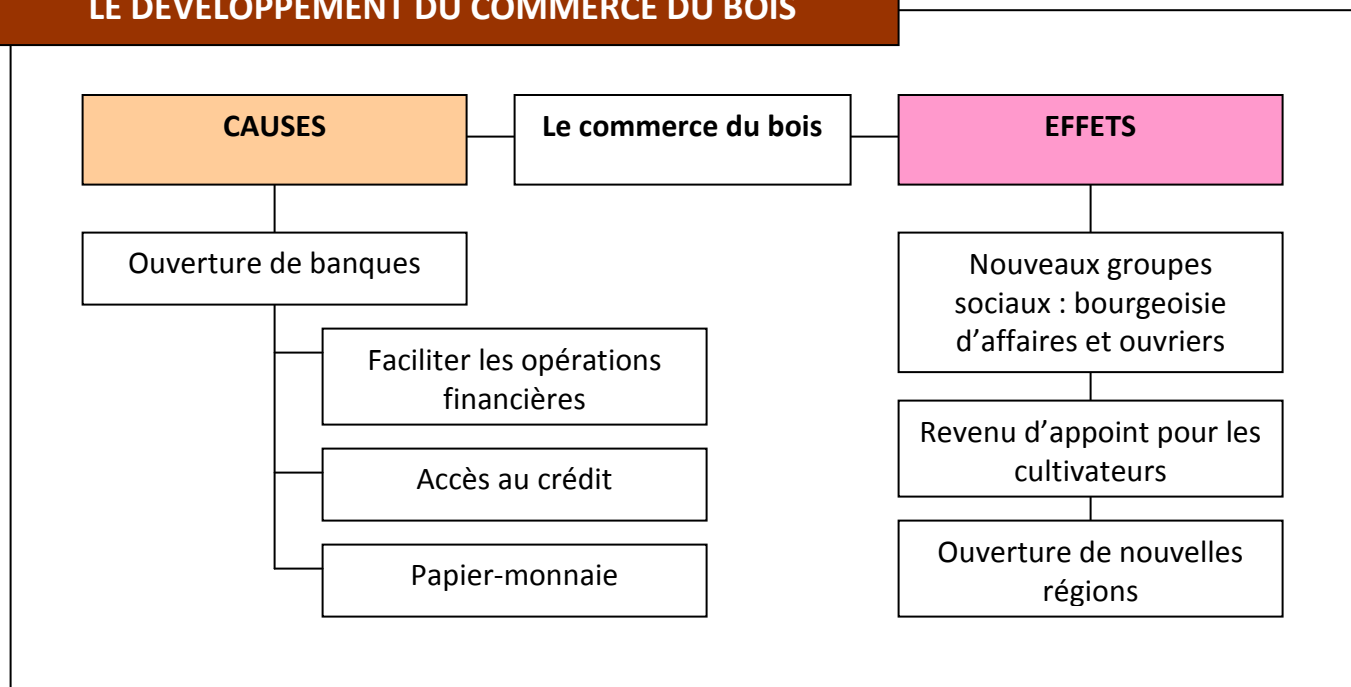 LE DÉVELOPPEMENT DU COMMERCE DU BOIS
CAUSES
Le commerce du bois
EFFETS
Ouverture de banques
Faciliter les opérations
financières
Accès au crédit
Papier-monnaie
Nouveaux groupes
sociaux : bourgeoisie
d’affaires et ouvriers
Revenu d’appoint pour les
cultivateurs
Ouverture de nouvelles
régions